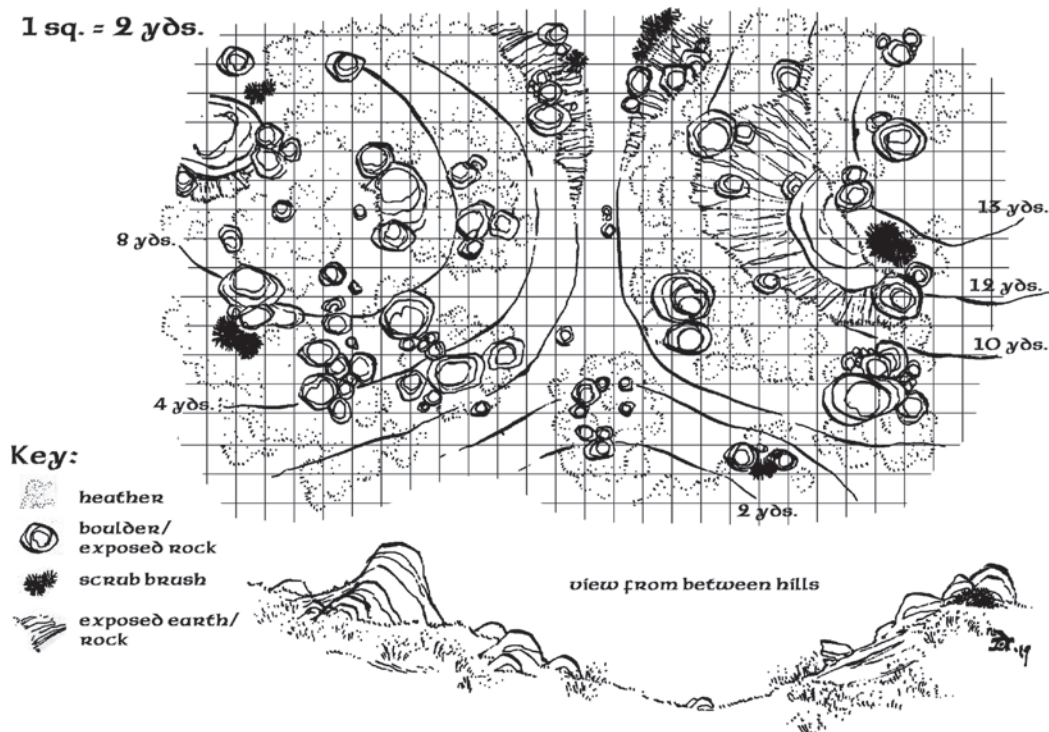 1 sq. = 2 yds.
13 yds.
8 yds.
12 yds.
10 yds.
4 yds.
2 yds.
Key:
heather
boulder/
exposed rock
scrub brush
exposed earth/
rock
view from between hills